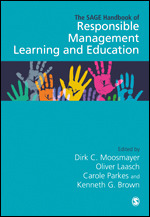 The SAGE Handbook of
Responsible
Management
Learning and Education
Edited by
Dirk C. Moosmayer
Oliver Laasch
Carole Parkes and
Kenneth G. Brown